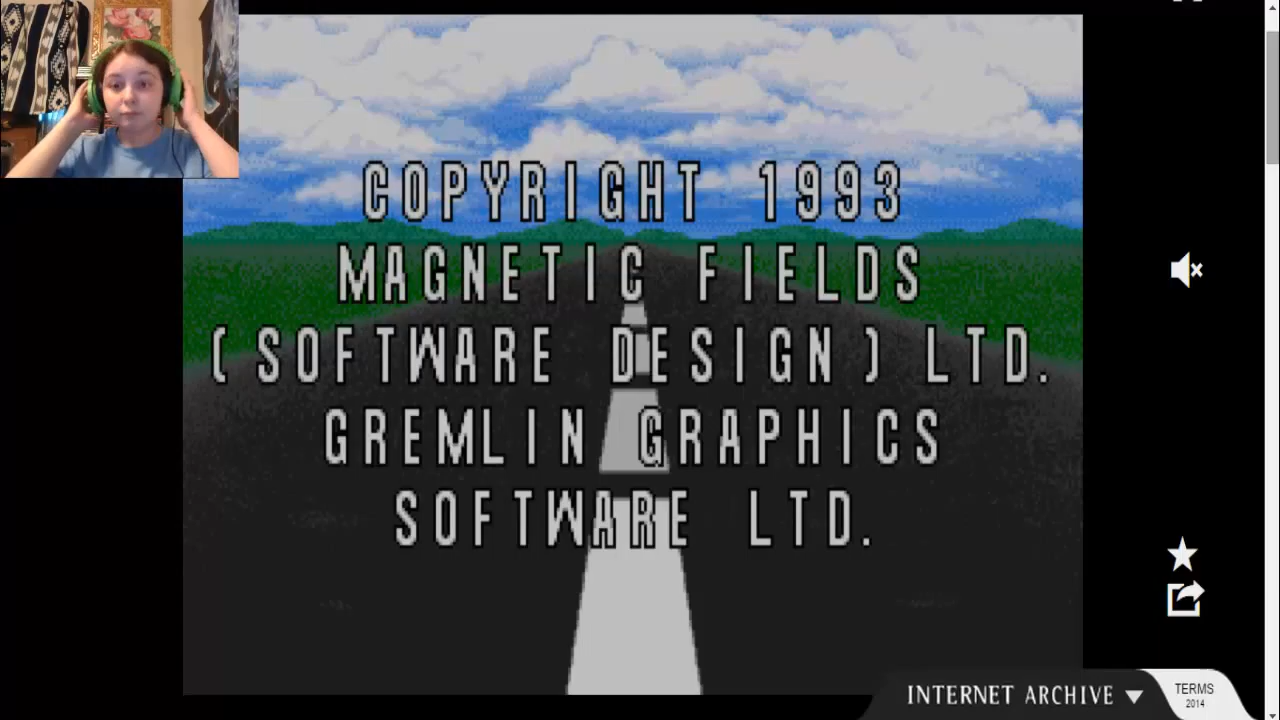 COPYRIGHT 1993
MAGNETIC FIELDS
(SOFTWARE DESIGN) LTD.
GREMLIN GRAPHICS
SOFTWARE LTD.
INTERNET ARCHIVE
TERMS
2014